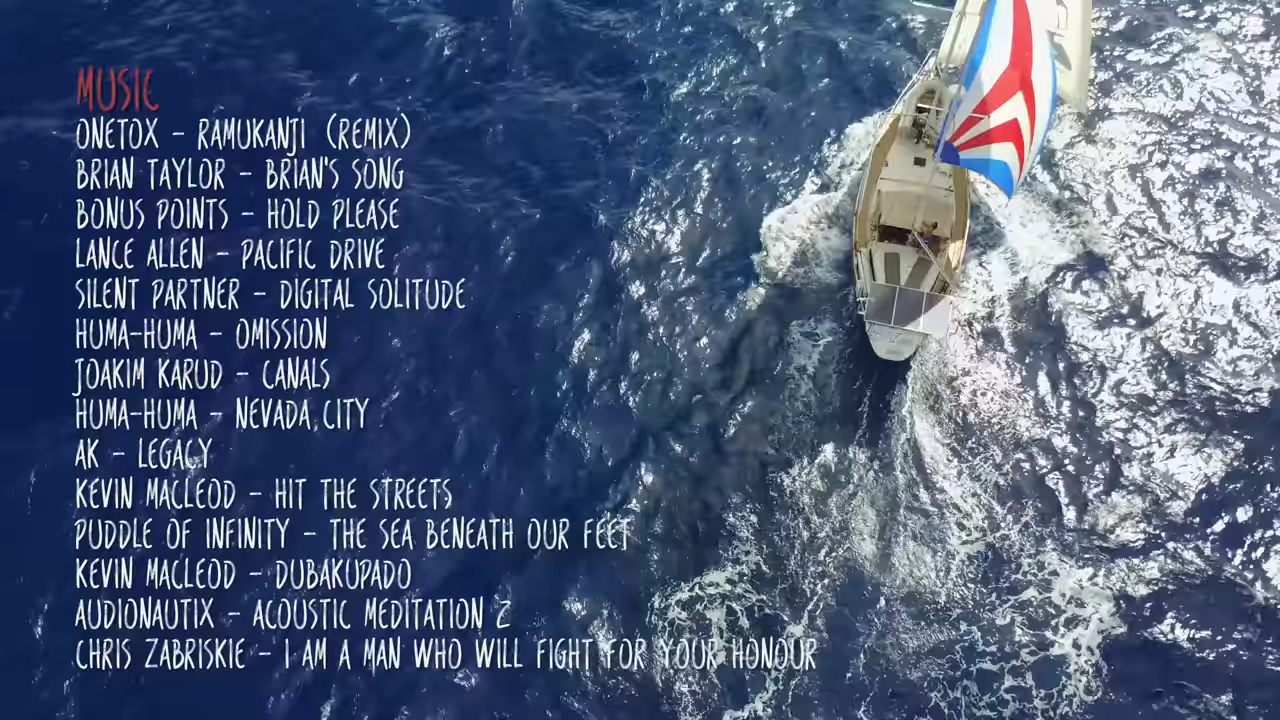 MUSIC
ONETOX - RAMUKANJI (REMIX)
BRIAN TAYLOR - BRIAN'S SONG
BONUS POINTS - HOLD PLEASE
LANCE ALLEN - PACIFIC DRIVE
SILENT PARTNER - DIGITAL SOLITUDE
HUMA-HUMA - OMISSION
JOAKIM KARUD - CANALS
HUMA-HUMA - NEVADA CITY
AK - LEGACY
KEVIN MACLEOD - HIT THE STREETS
PUDDLE OF INFINITY - THE SEA BENEATH OUR FEET
KEVIN MACLEOD - DUBAKUPADO
AUDIONAUTIX - ACOUSTIC MEDITATION 2
CHRIS ZABRISKIE - I AM A MAN WHO WILL FIGHT FOR YOUR HONOUR